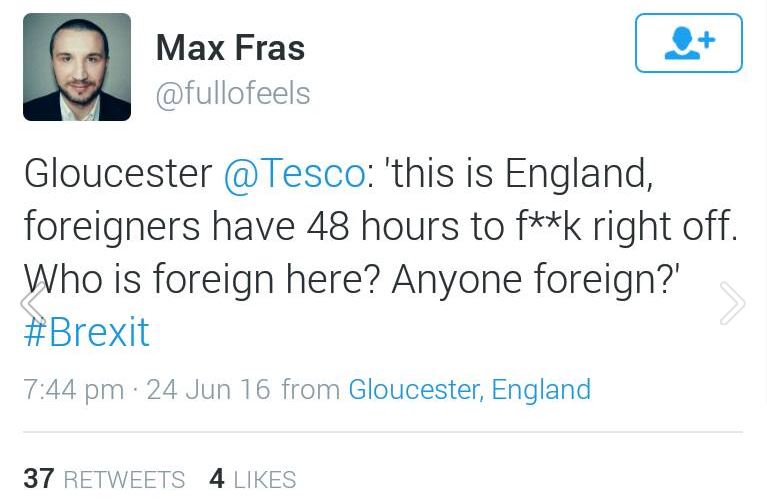 Max Fras
@fullofeels
Gloucester @Tesco: 'this is England,
foreigners have 48 hours to f**k right off.
Who is foreign here? Anyone foreign?'
#Brexit
7:44 pm · 24 Jun 16 from Gloucester, England
37 RETWEETS 4 LIKES